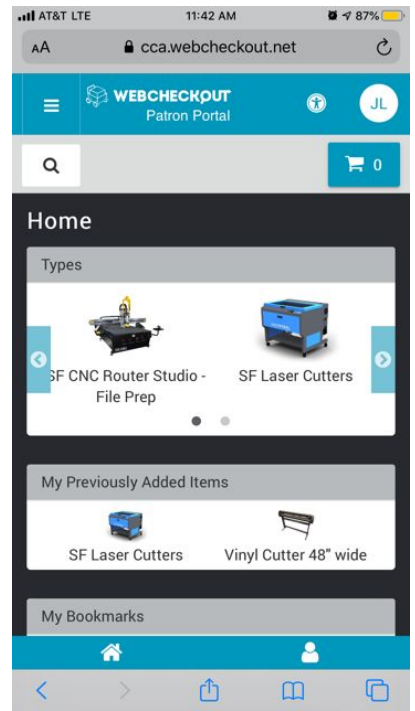 AT&T LTE 11:42 AM 87%
AA cca.webcheckout.net
WEBCHECKOUT
Patron Portal
JL
0
Home
Types
SF CNC Router Studio -
File Prep
SF Laser Cutters
My Previously Added Items
SF Laser Cutters
Vinyl Cutter 48" wide
My Bookmarks